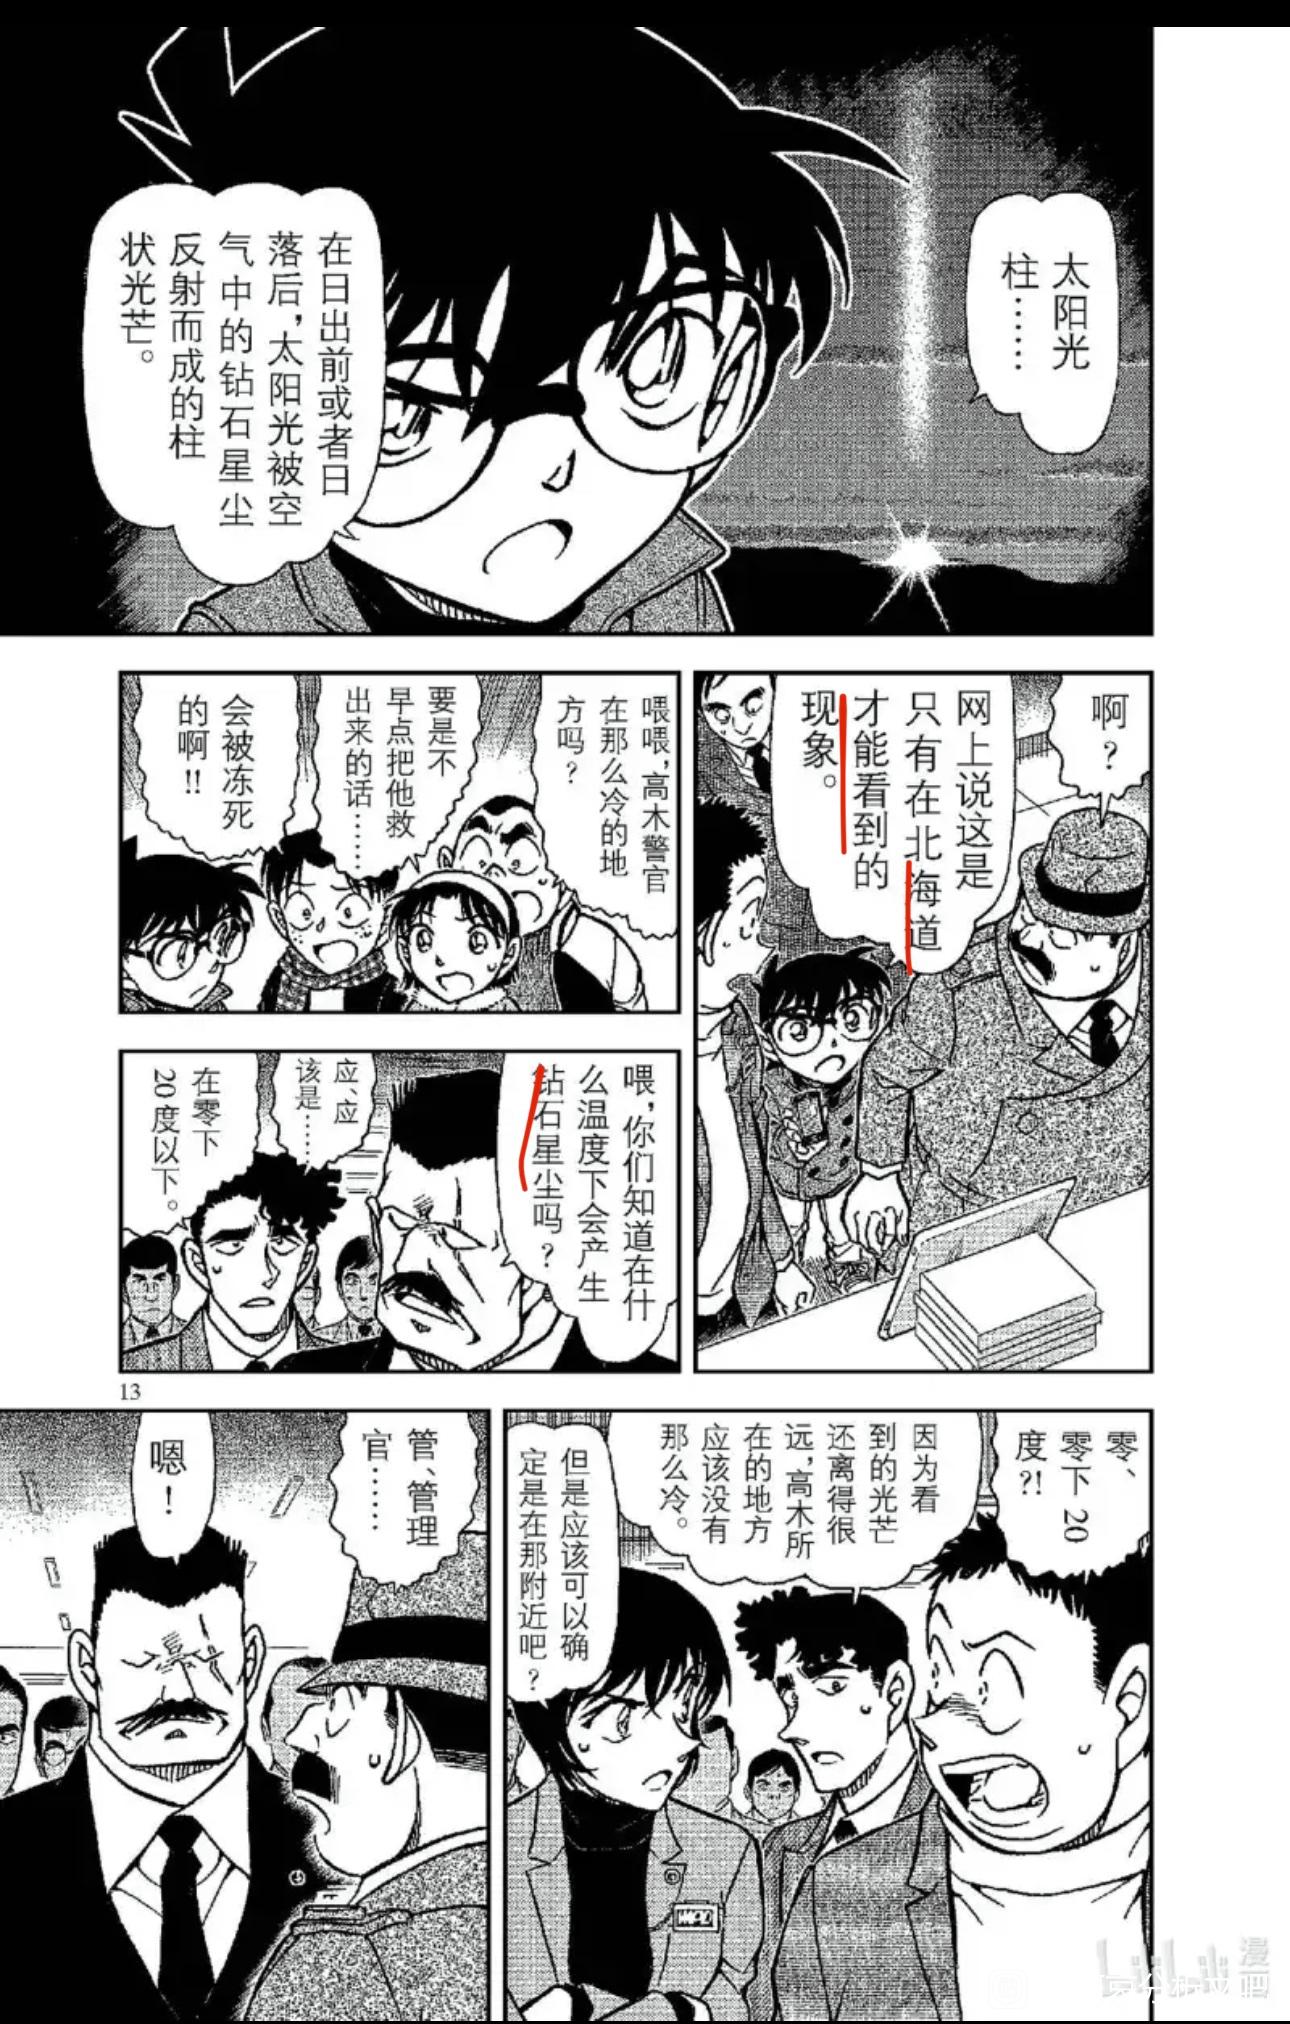 太阳光
柱……
在日出前或者日
落后，太阳光被空
气中的钻石星尘
反射而成的柱
状光芒。
啊？
网上说这是
只有在北海道
才能看到的
现象。
喂喂，高木警官
在那么冷的地
方吗？
要是不
早点把他救
出来的话……
会被冻死
的啊！！
喂，你们知道在什
么温度下会产生
钻石星尘吗？
应、应
该是……
在零下
20度以下。
13
零、
零下20
度？！
因为看
到的光芒
还离得很
远，高木所
在的地方
应该没有
那么冷。
但是应该可以确
定是在那附近吧？
管、管理
官……
嗯！
漫
吧